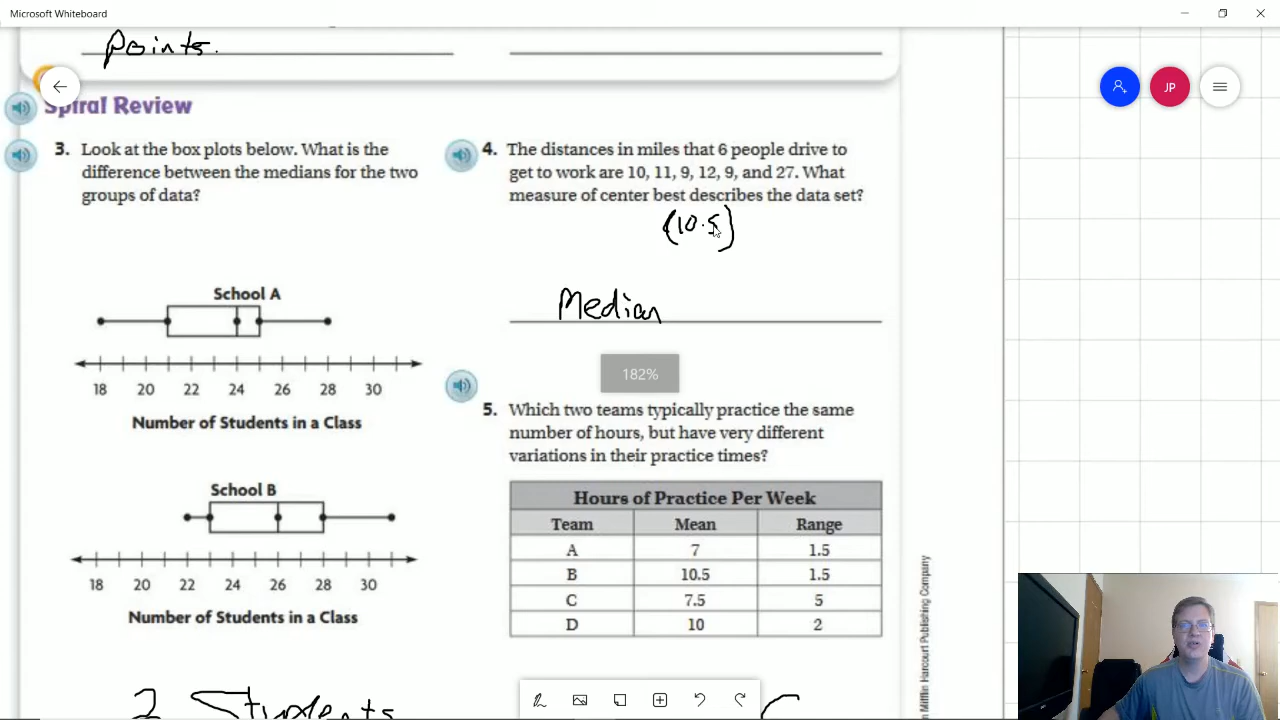 Microsoft Whiteboard
points.
JP
Spiral Review
3. Look at the box plots below. What is the
difference between the medians for the two
groups of data?
School A
18 20 22 24 26 28 30
Number of Students in a Class
School B
18 20 22 24 26 28 30
Number of Students in a Class
2 Students
4. The distances in miles that 6 people drive to
get to work are 10, 11, 9, 12, 9, and 27. What
measure of center best describes the data set?
(10.5)
Median
182%
5. Which two teams typically practice the same
number of hours, but have very different
variations in their practice times?
Hours of Practice Per Week
Team Mean Range
A 7 1.5
B 10.5 1.5
C 7.5 5
D 10 2
Mifflin Harcourt Publishing Company